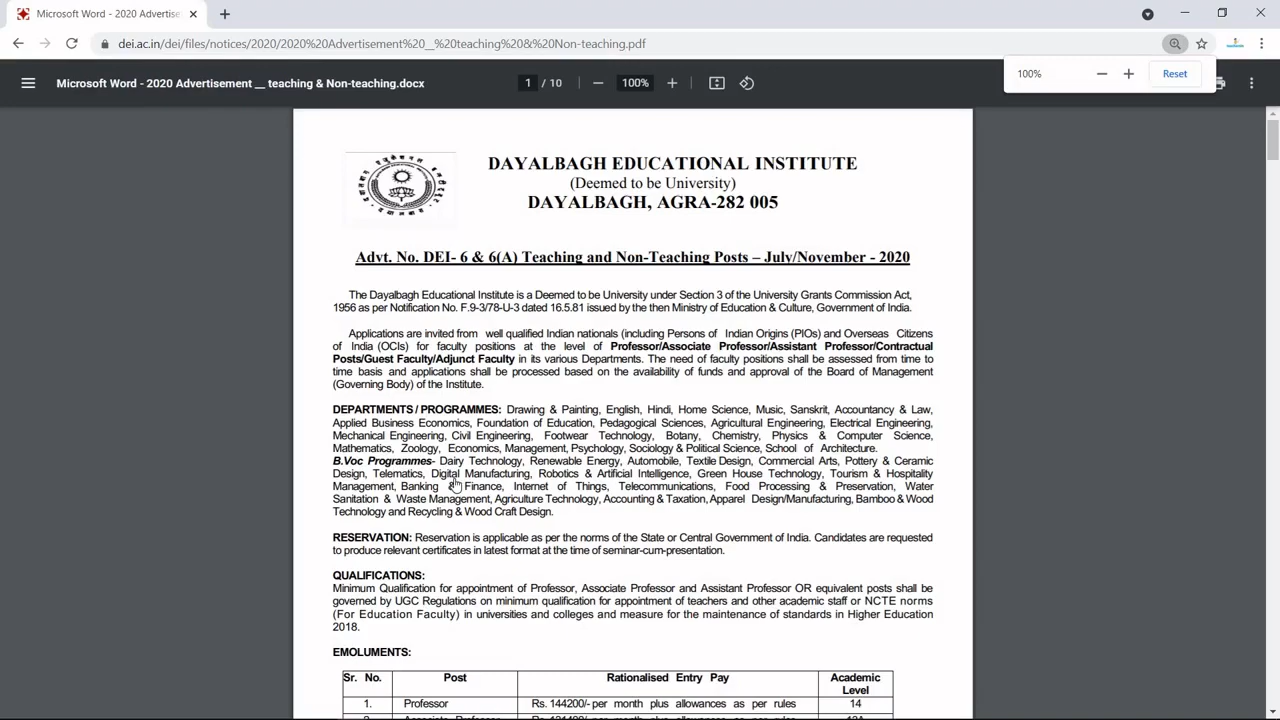 Microsoft Word - 2020 Advertise
dei.ac.in/dei/files/notices/2020/2020%20Advertisement%20__%20teaching%20&%20Non-teaching.pdf
Microsoft Word - 2020 Advertisement __ teaching & Non-teaching.docx
1 / 10
100%
100%
Reset
DAYALBAGH EDUCATIONAL INSTITUTE
(Deemed to be University)
DAYALBAGH, AGRA-282 005
Advt. No. DEI- 6 & 6(A) Teaching and Non-Teaching Posts – July/November - 2020
The Dayalbagh Educational Institute is a Deemed to be University under Section 3 of the University Grants Commission Act,
1956 as per Notification No. F.9-3/78-U-3 dated 16.5.81 issued by the then Ministry of Education & Culture, Government of India.
Applications are invited from well qualified Indian nationals (including Persons of Indian Origins (PIOs) and Overseas Citizens
of India (OCIs) for faculty positions at the level of Professor/Associate Professor/Assistant Professor/Contractual
Posts/Guest Faculty/Adjunct Faculty in its various Departments. The need of faculty positions shall be assessed from time to
time basis and applications shall be processed based on the availability of funds and approval of the Board of Management
(Governing Body) of the Institute.
DEPARTMENTS / PROGRAMMES: Drawing & Painting, English, Hindi, Home Science, Music, Sanskrit, Accountancy & Law,
Applied Business Economics, Foundation of Education, Pedagogical Sciences, Agricultural Engineering, Electrical Engineering,
Mechanical Engineering, Civil Engineering, Footwear Technology, Botany, Chemistry, Physics & Computer Science,
Mathematics, Zoology, Economics, Management, Psychology, Sociology & Political Science, School of Architecture.
B.Voc Programmes- Dairy Technology, Renewable Energy, Automobile, Textile Design, Commercial Arts, Pottery & Ceramic
Design, Telematics, Digital Manufacturing, Robotics & Artificial Intelligence, Green House Technology, Tourism & Hospitality
Management, Banking & Finance, Internet of Things, Telecommunications, Food Processing & Preservation, Water
Sanitation & Waste Management, Agriculture Technology, Accounting & Taxation, Apparel Design/Manufacturing, Bamboo & Wood
Technology and Recycling & Wood Craft Design.
RESERVATION: Reservation is applicable as per the norms of the State or Central Government of India. Candidates are requested
to produce relevant certificates in latest format at the time of seminar-cum-presentation.
QUALIFICATIONS:
Minimum Qualification for appointment of Professor, Associate Professor and Assistant Professor OR equivalent posts shall be
governed by UGC Regulations on minimum qualification for appointment of teachers and other academic staff or NCTE norms
(For Education Faculty) in universities and colleges and measure for the maintenance of standards in Higher Education
2018.
EMOLUMENTS:
Sr. No. Post Rationalised Entry Pay Academic Level
1. Professor Rs. 144200/- per month plus allowances as per rules 14